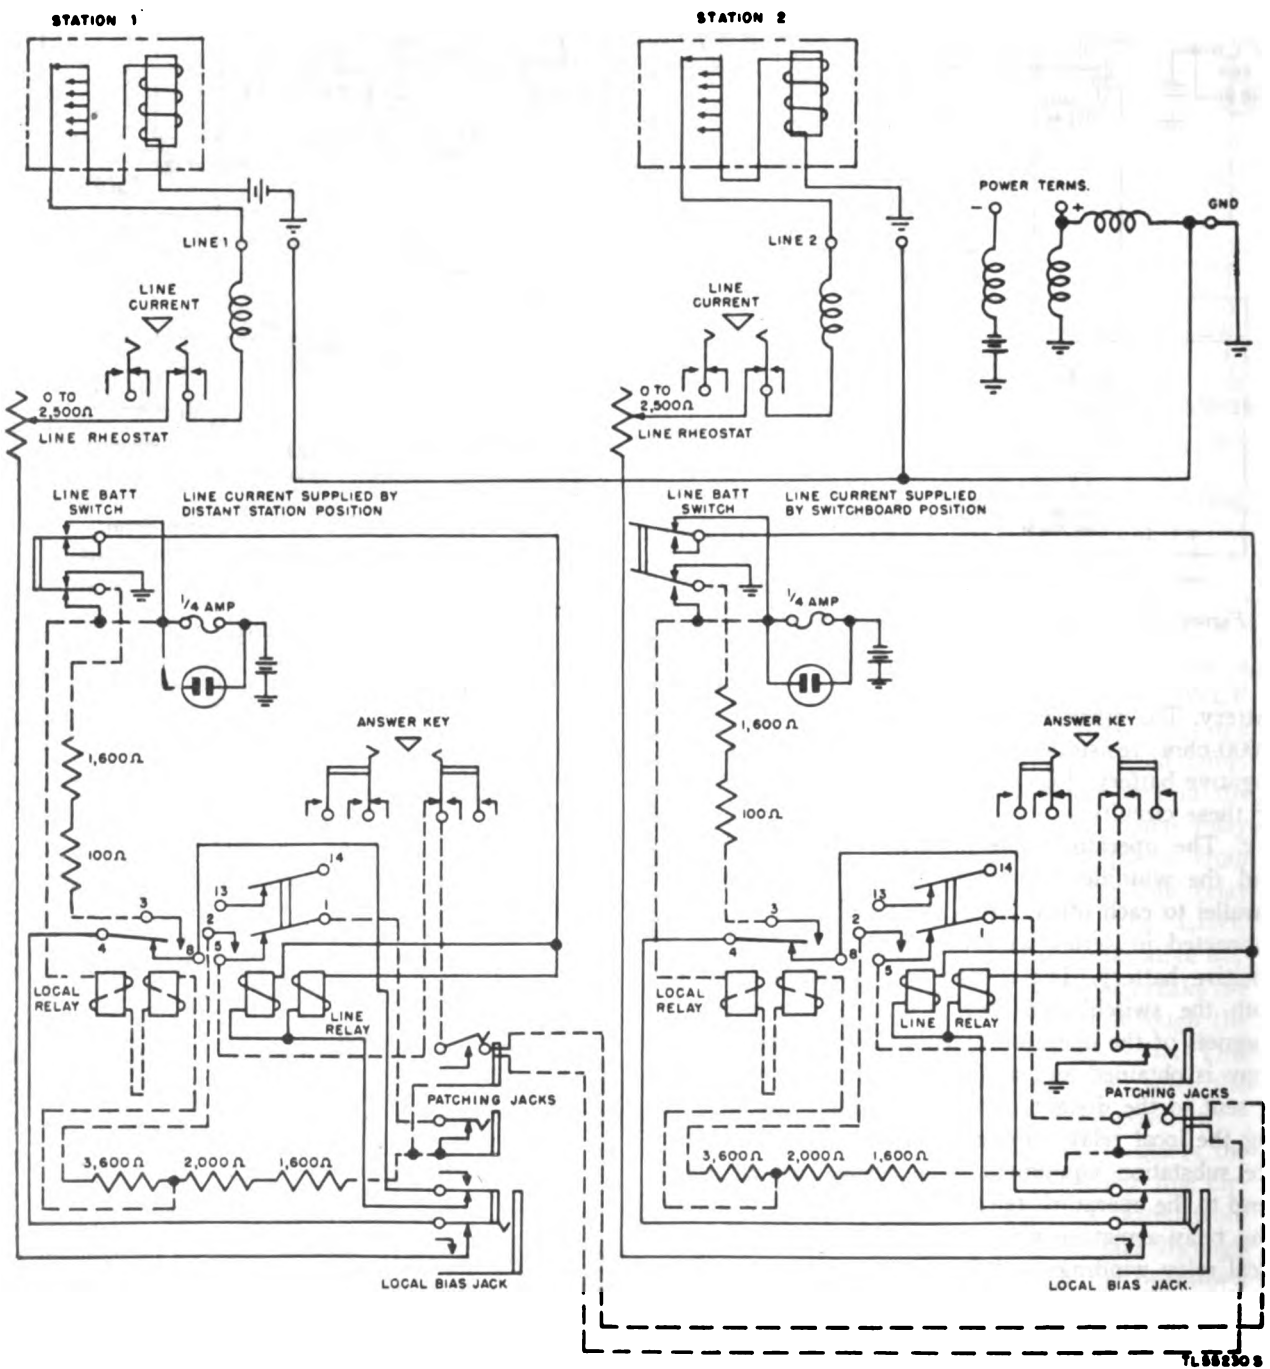 STATION 1
STATION 2
POWER TERMS.
- + GND
LINE 1
LINE 2
LINE
CURRENT
LINE
CURRENT
0 TO
2,500Ω
LINE RHEOSTAT
0 TO
2,500Ω
LINE RHEOSTAT
LINE BATT
SWITCH
LINE CURRENT SUPPLIED BY
DISTANT STATION POSITION
LINE BATT
SWITCH
LINE CURRENT SUPPLIED
BY SWITCHBOARD POSITION
1/4 AMP
1/4 AMP
1,600Ω
ANSWER KEY
1,600Ω
ANSWER KEY
100Ω
100Ω
14
13
1
2
3
4
5
8
14
13
1
2
3
4
5
8
LOCAL
RELAY
LINE
RELAY
LOCAL
RELAY
LINE RELAY
PATCHING JACKS
PATCHING JACKS
3,600Ω 2,000Ω 1,600Ω
3,600Ω 2,000Ω 1,600Ω
LOCAL BIAS JACK
LOCAL BIAS JACK.
TL55230S